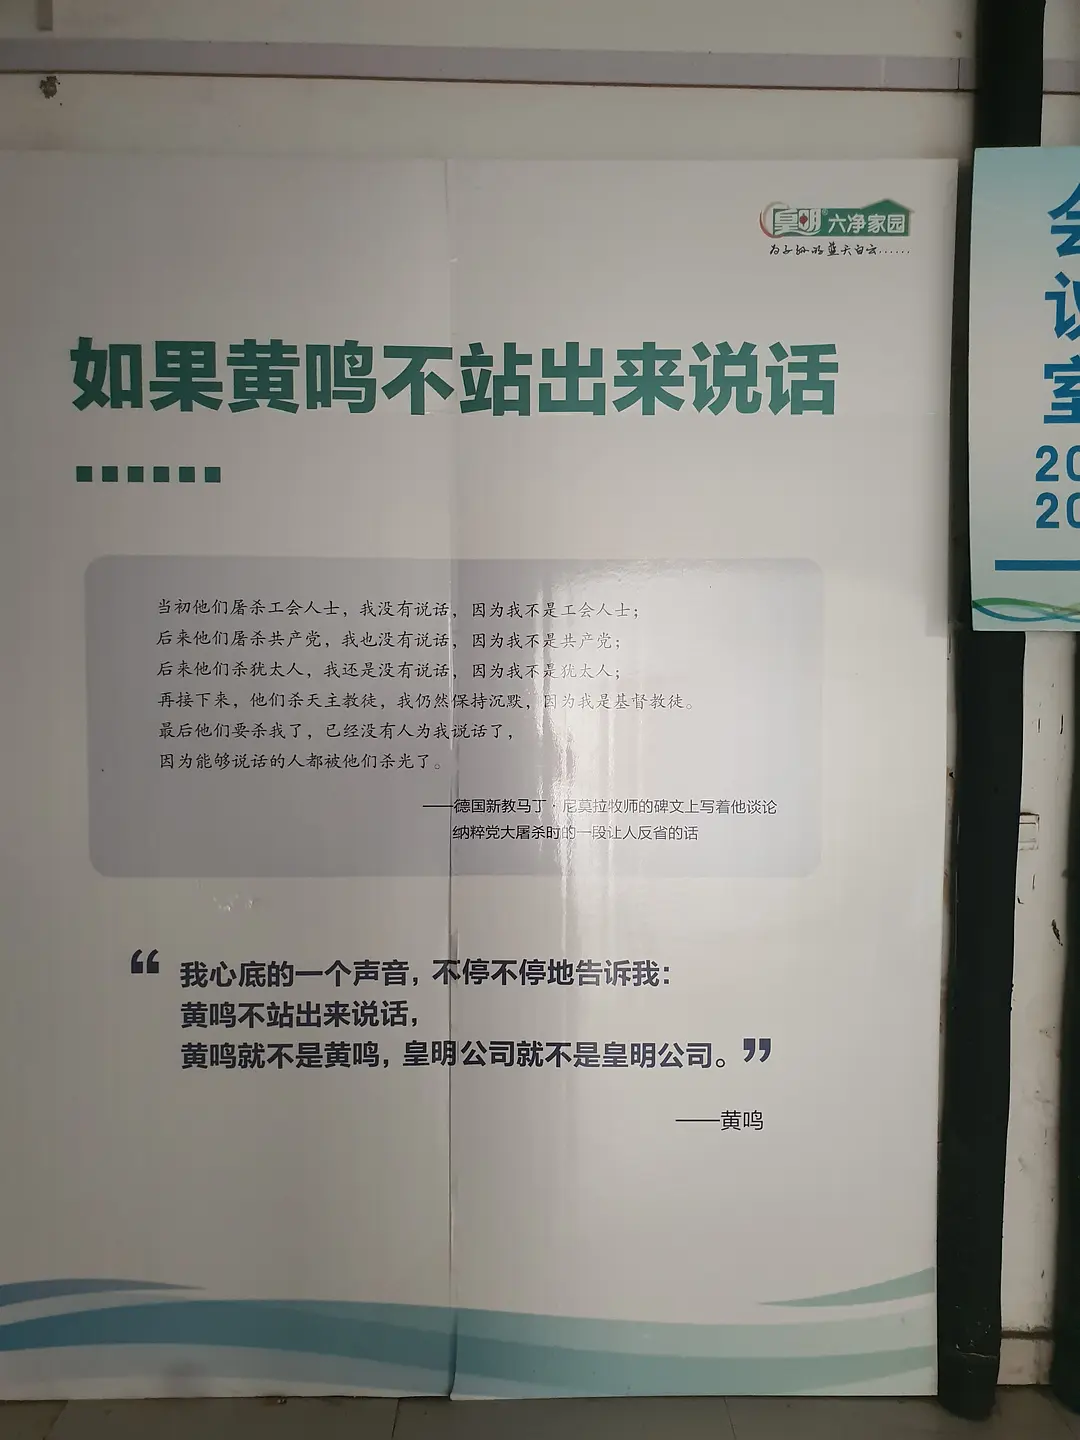 皇明 六净家园
为子孙的蓝天白云……
如果黄鸣不站出来说话
……
当初他们屠杀工会人士，我没有说话，因为我不是工会人士；
后来他们屠杀共产党，我也没有说话，因为我不是共产党；
后来他们杀犹太人，我还是没有说话，因为我不是犹太人；
再接下来，他们杀天主教徒，我仍然保持沉默，因为我是基督教徒。
最后他们要杀我了，已经没有人为我说话了，
因为能够说话的人都被他们杀光了。
——德国新教马丁·尼莫拉牧师的碑文上写着他谈论
纳粹党大屠杀时的一段让人反省的话
“我心底的一个声音，不停不停地告诉我：
黄鸣不站出来说话，
黄鸣就不是黄鸣，皇明公司就不是皇明公司。”
——黄鸣
会议室
20
20